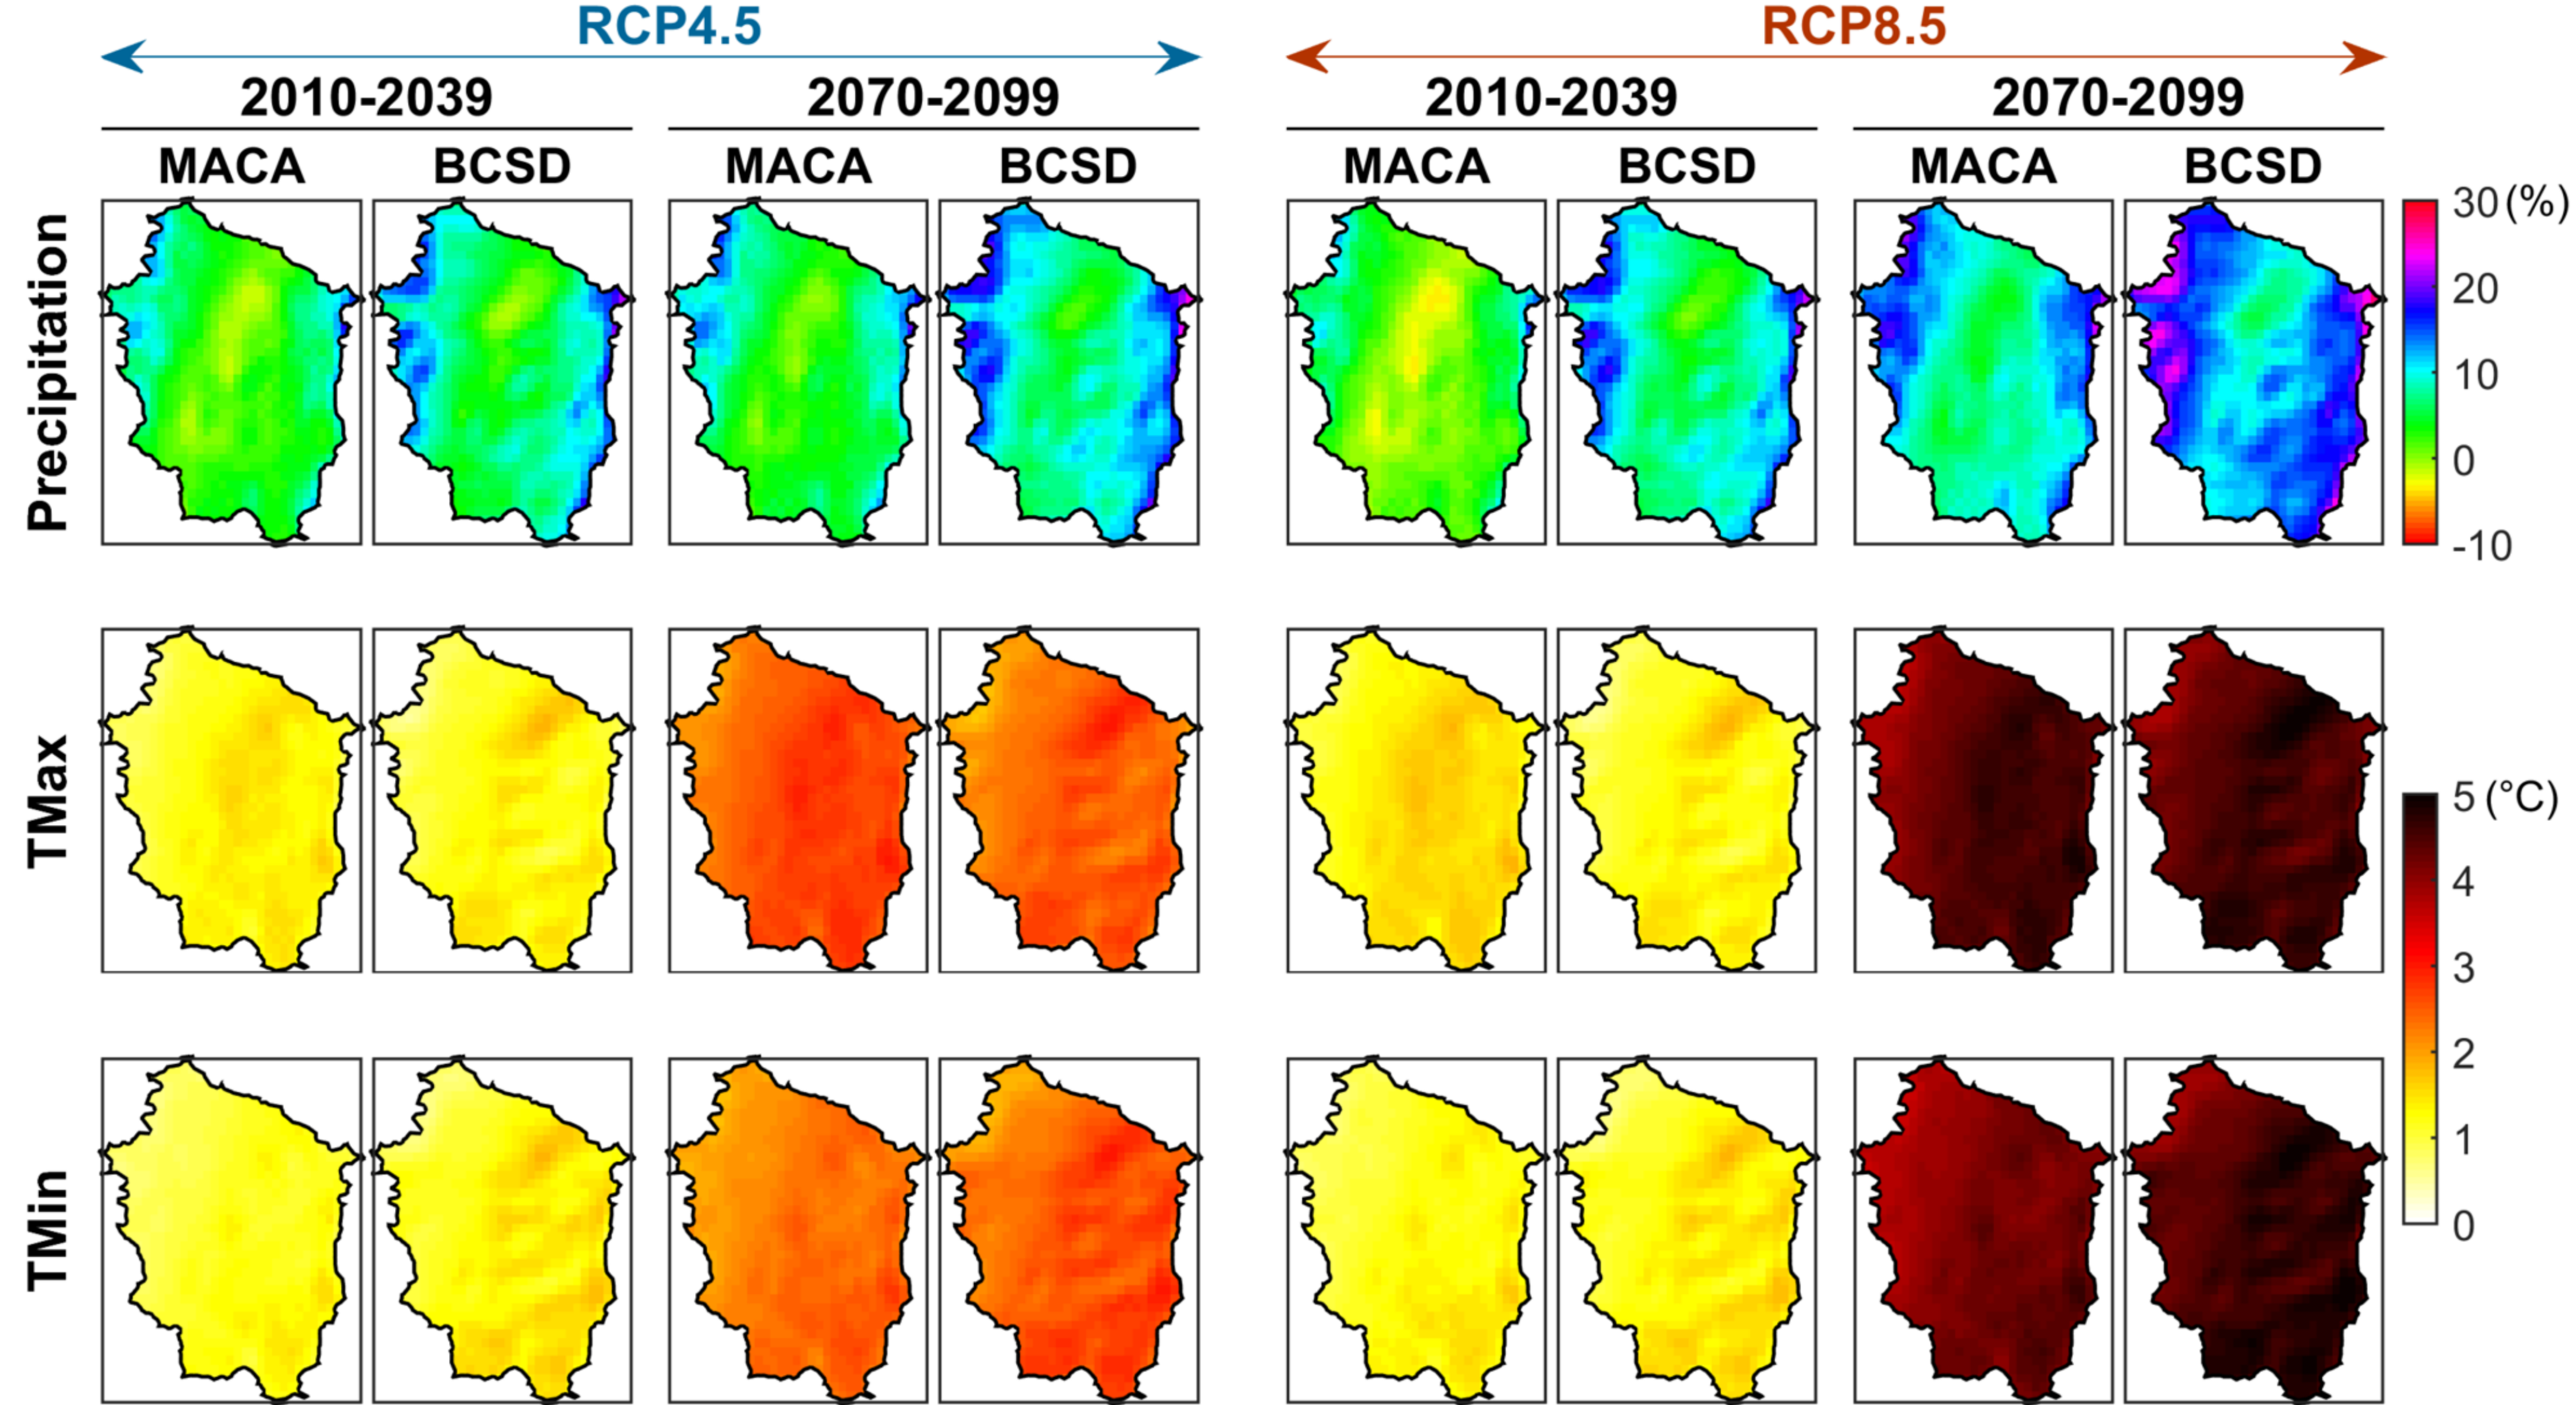 RCP4.5 RCP8.5
2010-2039 2070-2099 2010-2039 2070-2099
MACA BCSD MACA BCSD MACA BCSD MACA BCSD
Precipitation
30 (%)
20
10
0
-10
TMax
5 (°C)
4
3
2
1
0
TMin